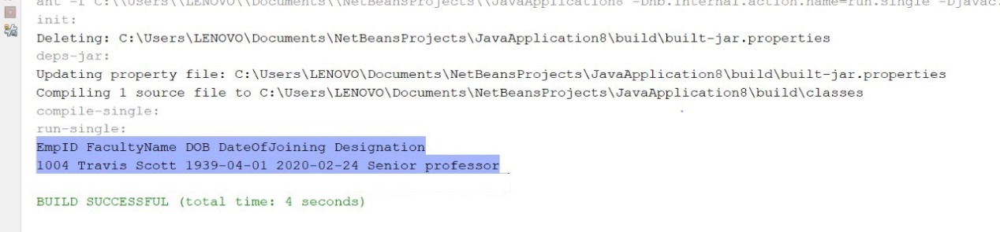 ant -f C:\\Users\\LENOVO\\Documents\\NetBeansProjects\\JavaApplication8 -Dnb.internal.action.name=run.single -Djavac.
init:
Deleting: C:\Users\LENOVO\Documents\NetBeansProjects\JavaApplication8\build\built-jar.properties
deps-jar:
Updating property file: C:\Users\LENOVO\Documents\NetBeansProjects\JavaApplication8\build\built-jar.properties
Compiling 1 source file to C:\Users\LENOVO\Documents\NetBeansProjects\JavaApplication8\build\classes
compile-single:
run-single:
EmpID FacultyName DOB DateOfJoining Designation
1004 Travis Scott 1939-04-01 2020-02-24 Senior professor
BUILD SUCCESSFUL (total time: 4 seconds)